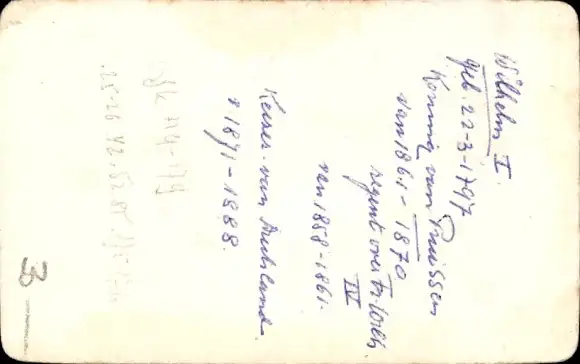 Wilhelm I.
geb. 22-3-1797
Koning van Pruissen
van 1861-1870
regent over Fr. Wilh.
IV
van 1858-1861.
Keizer van Duitsland
1871-1888.
3